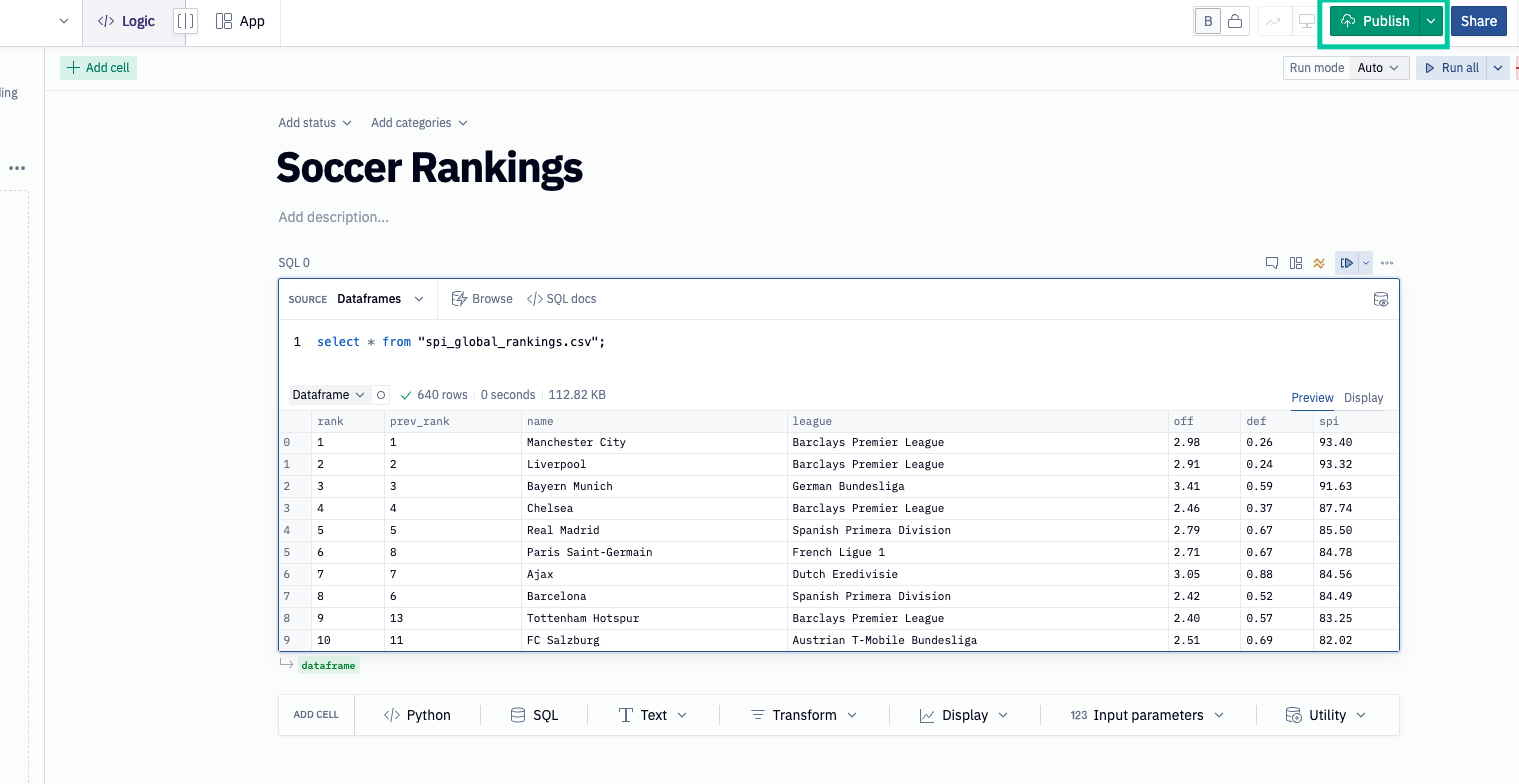 Logic App B Publish Share
Add cell Run mode Auto Run all
ling
Add status Add categories
Soccer Rankings
Add description...
SQL 0
SOURCE Dataframes Browse </> SQL docs
1 select * from "spi_global_rankings.csv";
Dataframe 640 rows 0 seconds 112.82 KB Preview Display
rank prev_rank name league off def spi
0 1 1 Manchester City Barclays Premier League 2.98 0.26 93.40
1 2 2 Liverpool Barclays Premier League 2.91 0.24 93.32
2 3 3 Bayern Munich German Bundesliga 3.41 0.59 91.63
3 4 4 Chelsea Barclays Premier League 2.46 0.37 87.74
4 5 5 Real Madrid Spanish Primera Division 2.79 0.67 85.50
5 6 8 Paris Saint-Germain French Ligue 1 2.71 0.67 84.78
6 7 7 Ajax Dutch Eredivisie 3.05 0.88 84.56
7 8 6 Barcelona Spanish Primera Division 2.42 0.52 84.49
8 9 13 Tottenham Hotspur Barclays Premier League 2.40 0.57 83.25
9 10 11 FC Salzburg Austrian T-Mobile Bundesliga 2.51 0.69 82.02
dataframe
ADD CELL </> Python SQL Text Transform Display 123 Input parameters Utility